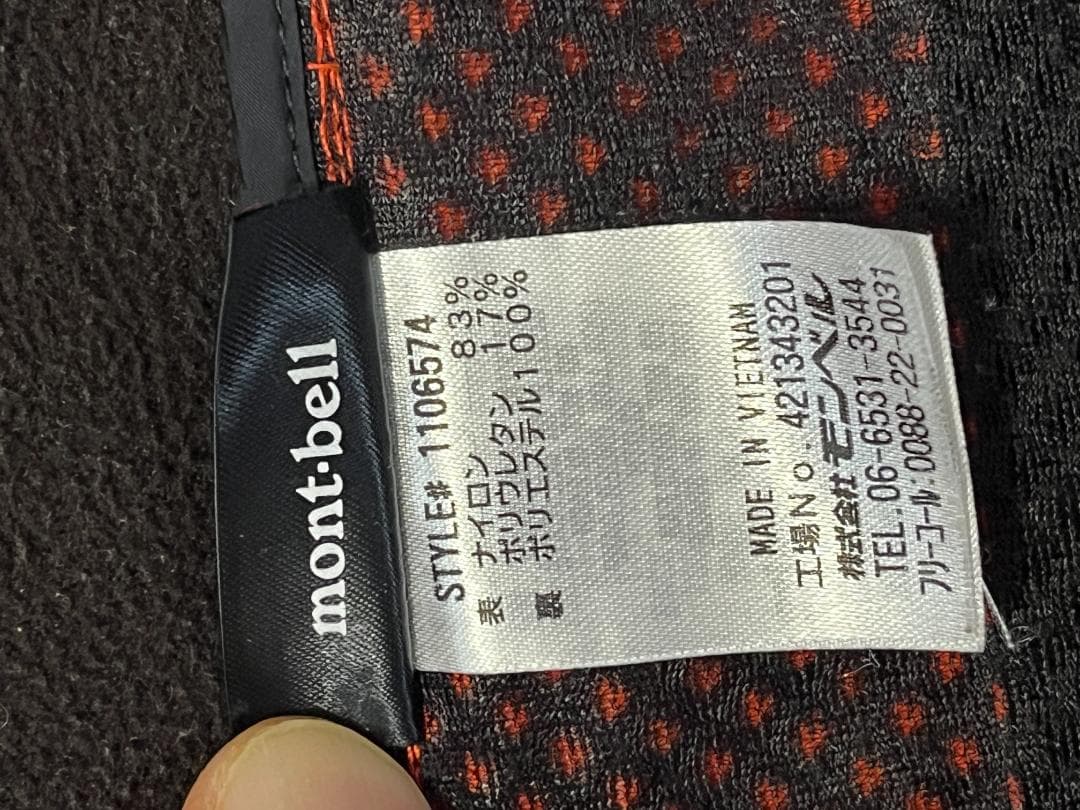 mont-bell
STYLE# 1106574
表 ナイロン 83%
ポリウレタン 17%
裏 ポリエステル100%
MADE IN VIETNAM
工場No. 421343201
株式会社モンベル
TEL.06-6531-3544
フリーコール:0088-22-0031